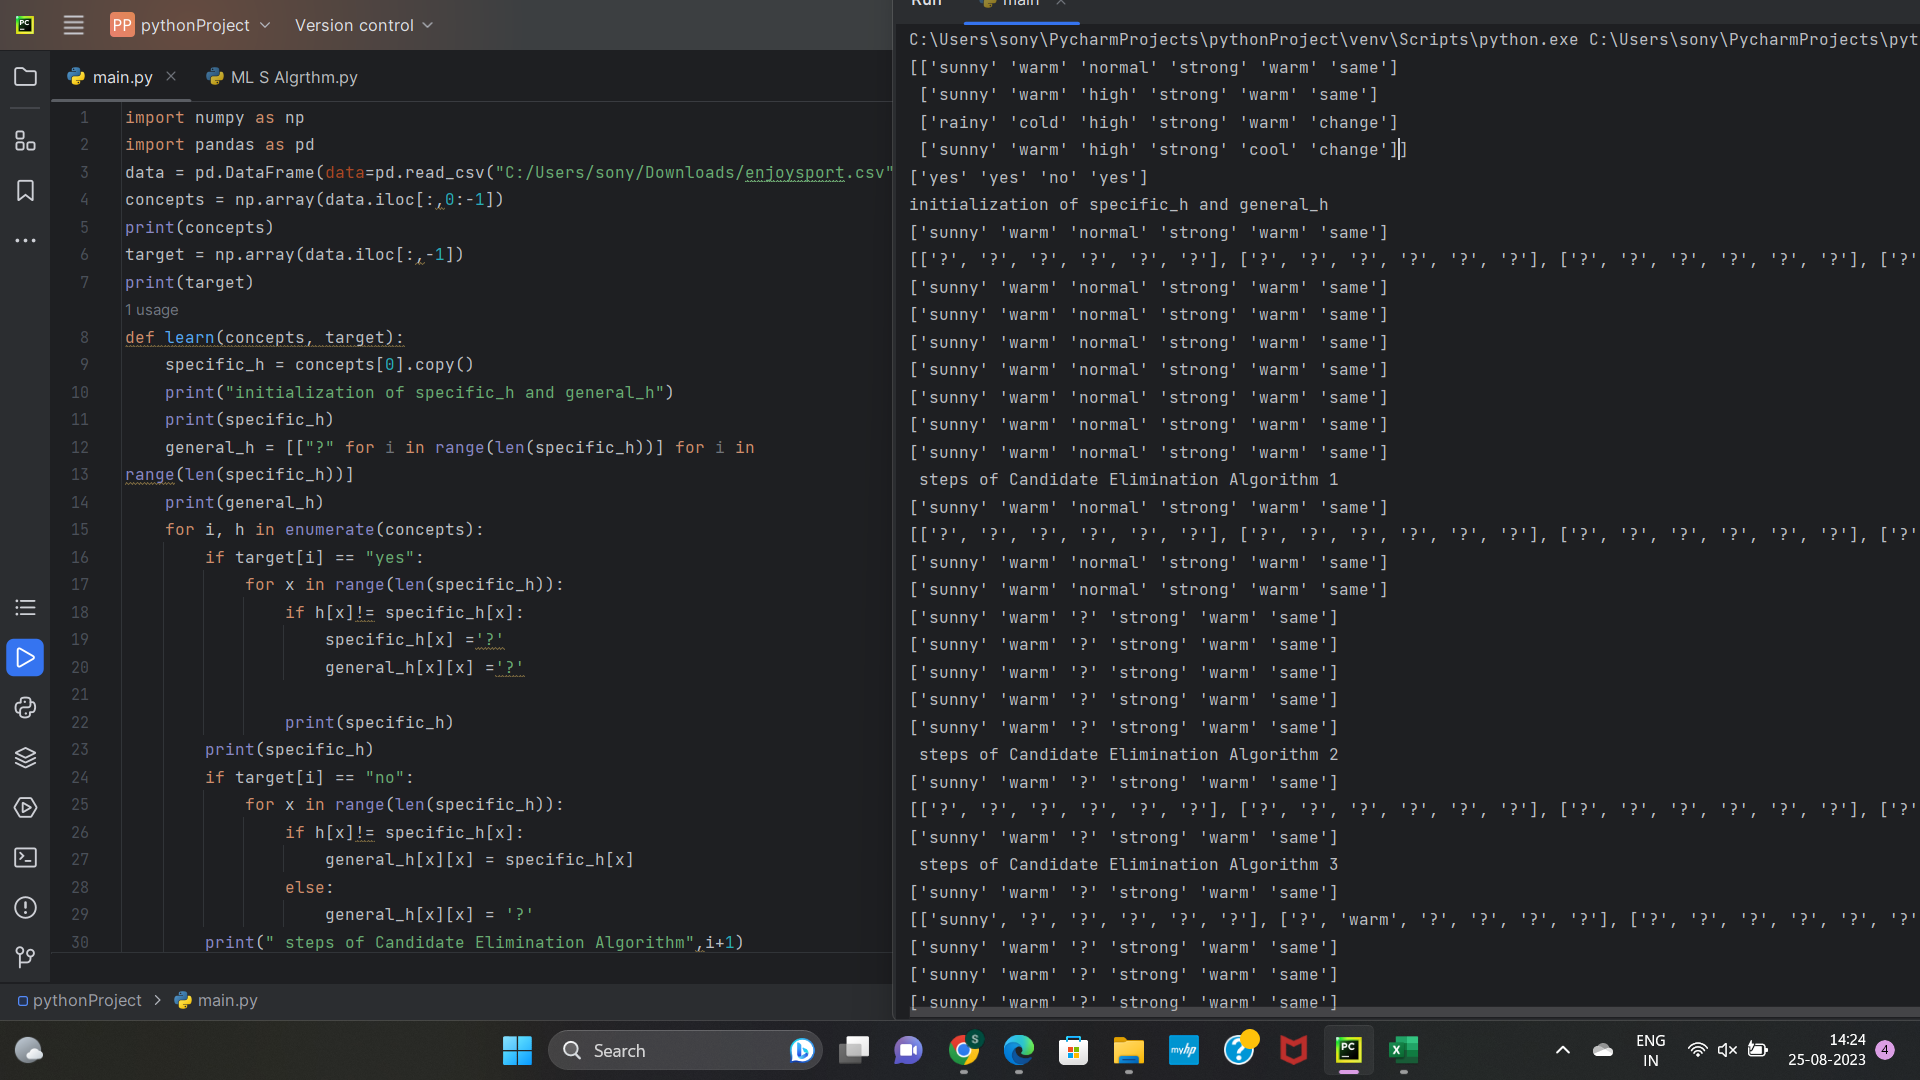 PP pythonProject Version control
main.py ML S Algrthm.py
1 import numpy as np
2 import pandas as pd
3 data = pd.DataFrame(data=pd.read_csv("C:/Users/sony/Downloads/enjoysport.csv"
4 concepts = np.array(data.iloc[:,0:-1])
5 print(concepts)
6 target = np.array(data.iloc[:,-1])
7 print(target)
1 usage
8 def learn(concepts, target):
9 specific_h = concepts[0].copy()
10 print("initialization of specific_h and general_h")
11 print(specific_h)
12 general_h = [["?" for i in range(len(specific_h))] for i in
13 range(len(specific_h))]
14 print(general_h)
15 for i, h in enumerate(concepts):
16 if target[i] == "yes":
17 for x in range(len(specific_h)):
18 if h[x]!= specific_h[x]:
19 specific_h[x] ='?'
20 general_h[x][x] ='?'
21
22 print(specific_h)
23 print(specific_h)
24 if target[i] == "no":
25 for x in range(len(specific_h)):
26 if h[x]!= specific_h[x]:
27 general_h[x][x] = specific_h[x]
28 else:
29 general_h[x][x] = '?'
30 print(" steps of Candidate Elimination Algorithm",i+1)
pythonProject > main.py
Run main
C:\Users\sony\PycharmProjects\pythonProject\venv\Scripts\python.exe C:\Users\sony\PycharmProjects\pyt
[['sunny' 'warm' 'normal' 'strong' 'warm' 'same']
['sunny' 'warm' 'high' 'strong' 'warm' 'same']
['rainy' 'cold' 'high' 'strong' 'warm' 'change']
['sunny' 'warm' 'high' 'strong' 'cool' 'change']]
['yes' 'yes' 'no' 'yes']
initialization of specific_h and general_h
['sunny' 'warm' 'normal' 'strong' 'warm' 'same']
[['?', '?', '?', '?', '?', '?'], ['?', '?', '?', '?', '?', '?'], ['?', '?', '?', '?', '?', '?'], ['?'
['sunny' 'warm' 'normal' 'strong' 'warm' 'same']
['sunny' 'warm' 'normal' 'strong' 'warm' 'same']
['sunny' 'warm' 'normal' 'strong' 'warm' 'same']
['sunny' 'warm' 'normal' 'strong' 'warm' 'same']
['sunny' 'warm' 'normal' 'strong' 'warm' 'same']
['sunny' 'warm' 'normal' 'strong' 'warm' 'same']
['sunny' 'warm' 'normal' 'strong' 'warm' 'same']
steps of Candidate Elimination Algorithm 1
['sunny' 'warm' 'normal' 'strong' 'warm' 'same']
[['?', '?', '?', '?', '?', '?'], ['?', '?', '?', '?', '?', '?'], ['?', '?', '?', '?', '?', '?'], ['?'
['sunny' 'warm' 'normal' 'strong' 'warm' 'same']
['sunny' 'warm' 'normal' 'strong' 'warm' 'same']
['sunny' 'warm' '?' 'strong' 'warm' 'same']
['sunny' 'warm' '?' 'strong' 'warm' 'same']
['sunny' 'warm' '?' 'strong' 'warm' 'same']
['sunny' 'warm' '?' 'strong' 'warm' 'same']
['sunny' 'warm' '?' 'strong' 'warm' 'same']
steps of Candidate Elimination Algorithm 2
['sunny' 'warm' '?' 'strong' 'warm' 'same']
[['?', '?', '?', '?', '?', '?'], ['?', '?', '?', '?', '?', '?'], ['?', '?', '?', '?', '?', '?'], ['?'
['sunny' 'warm' '?' 'strong' 'warm' 'same']
steps of Candidate Elimination Algorithm 3
['sunny' 'warm' '?' 'strong' 'warm' 'same']
[['sunny', '?', '?', '?', '?', '?'], ['?', 'warm', '?', '?', '?', '?'], ['?', '?', '?', '?', '?', '?'
['sunny' 'warm' '?' 'strong' 'warm' 'same']
['sunny' 'warm' '?' 'strong' 'warm' 'same']
['sunny' 'warm' '?' 'strong' 'warm' 'same']
Search
ENG
IN
14:24
25-08-2023
4